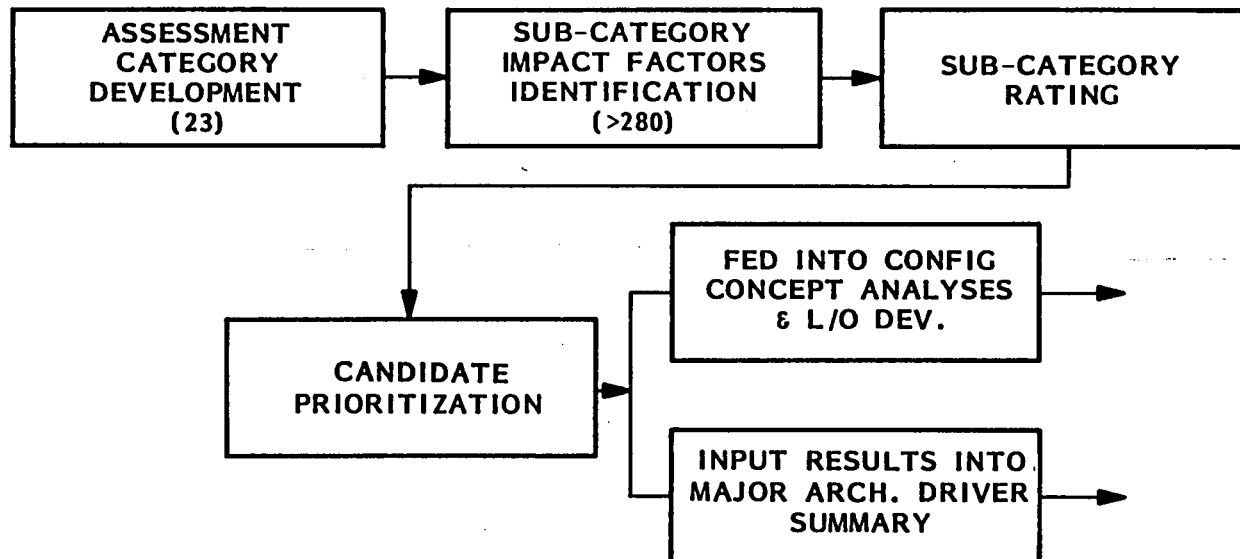 ASSESSMENT
CATEGORY
DEVELOPMENT
(23)
SUB-CATEGORY
IMPACT FACTORS
IDENTIFICATION
(>280)
SUB-CATEGORY
RATING
CANDIDATE
PRIORITIZATION
FED INTO CONFIG
CONCEPT ANALYSES
& L/O DEV.
INPUT RESULTS INTO
MAJOR ARCH. DRIVER
SUMMARY